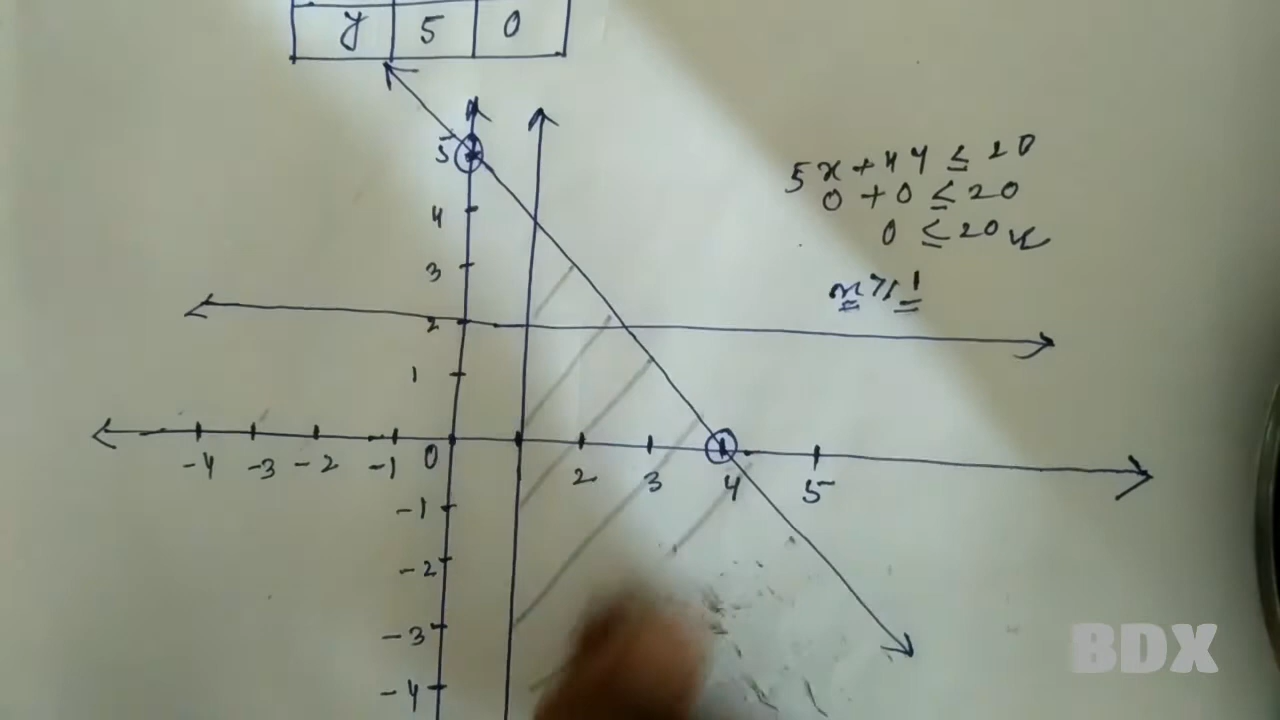 y 5 0
5x + 4y ≤ 20
0 + 0 ≤ 20
0 ≤ 20
x ≥ 1
5
4
3
2
1
-4 -3 -2 -1 0 2 3 4 5
-1
-2
-3
-4
BDX